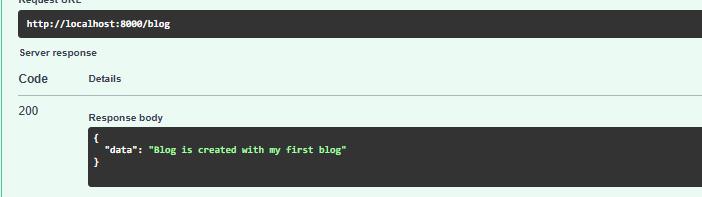 Request URL
http://localhost:8000/blog
Server response
Code Details
200
Response body
{
"data": "Blog is created with my first blog"
}